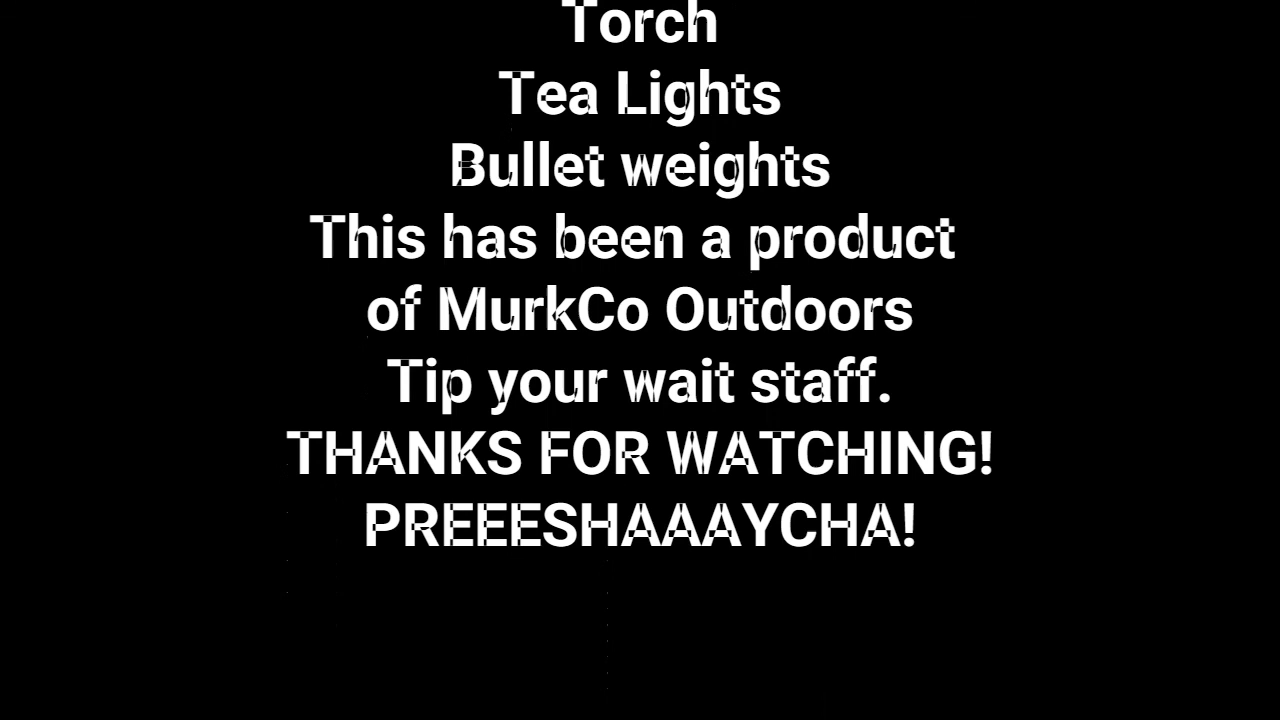 Torch
Tea Lights
Bullet weights
This has been a product
of MurkCo Outdoors
Tip your wait staff.
THANKS FOR WATCHING!
PREEESHAAAYCHA!